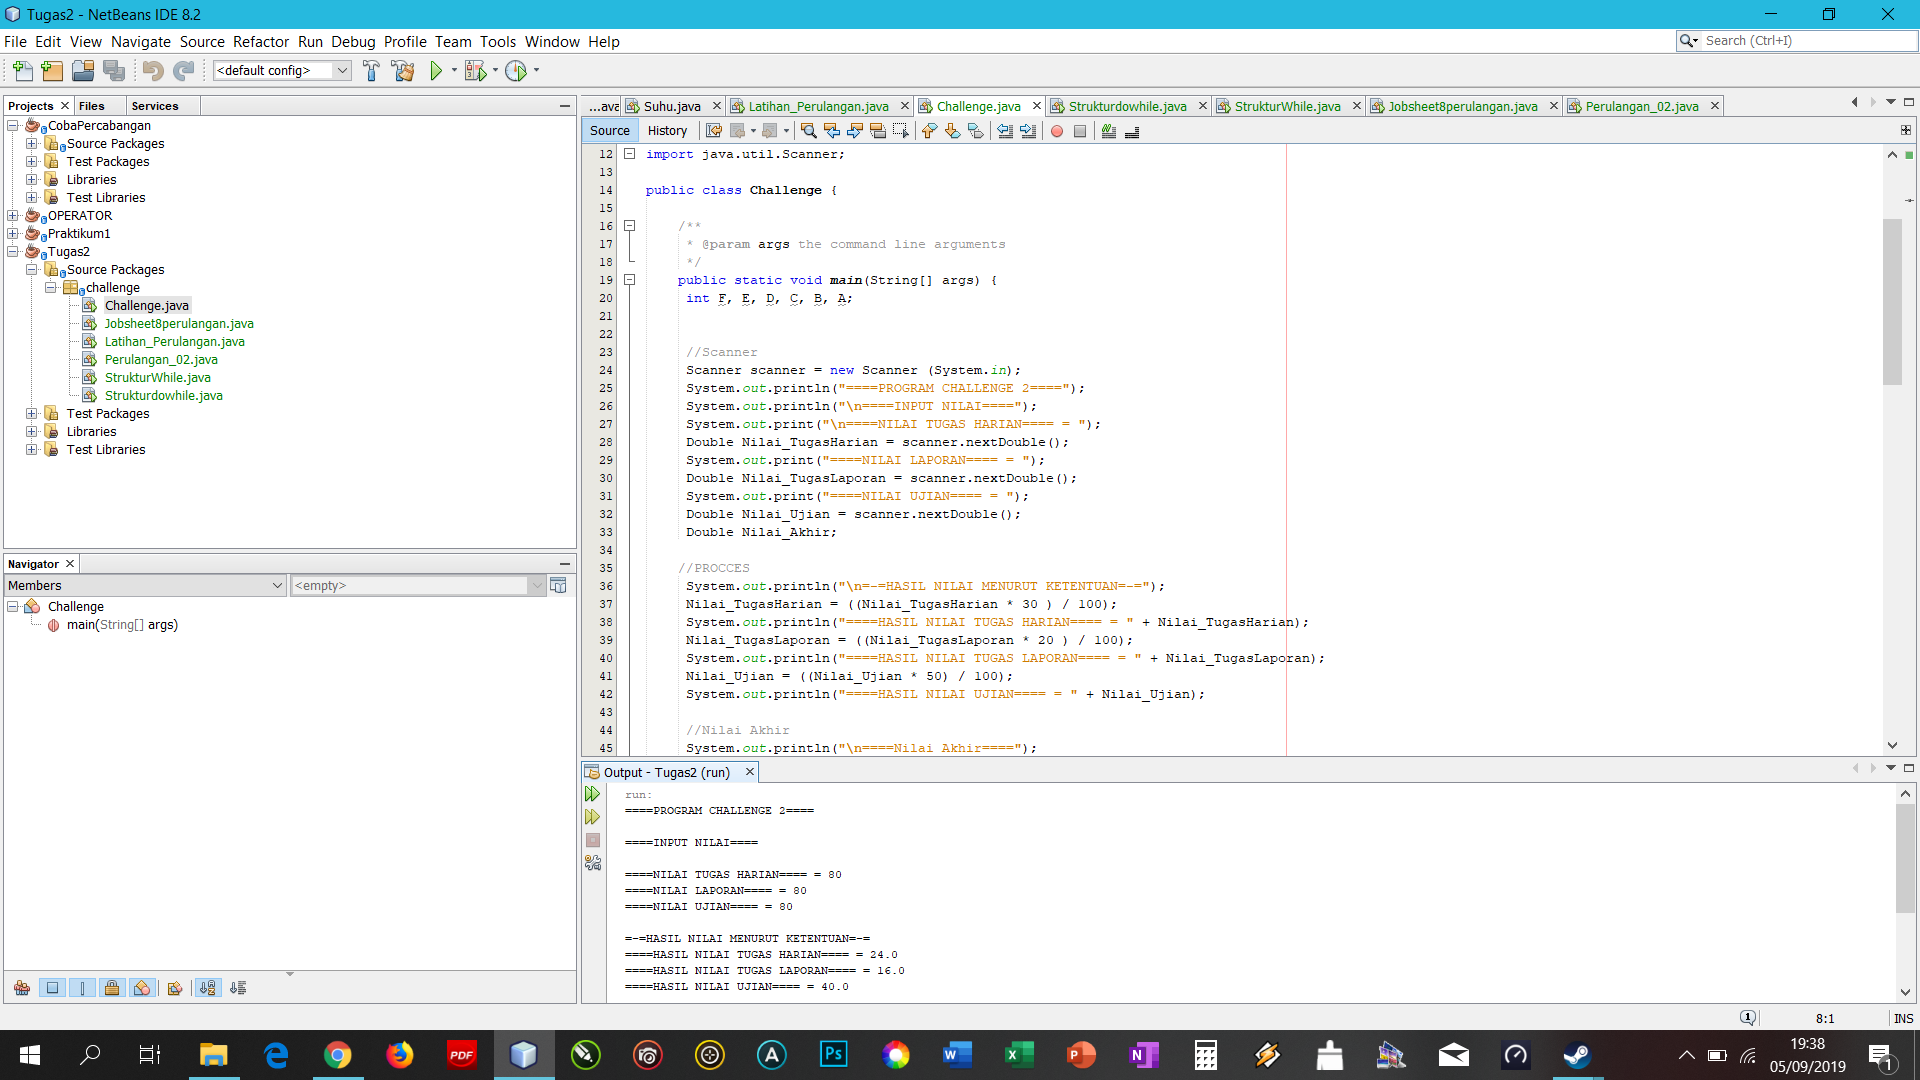 Tugas2 - NetBeans IDE 8.2
File Edit View Navigate Source Refactor Run Debug Profile Team Tools Window Help
Search (Ctrl+I)
<default config>
Projects Files Services
CobaPercabangan
Source Packages
Test Packages
Libraries
Test Libraries
OPERATOR
Praktikum1
Tugas2
Source Packages
challenge
Challenge.java
Jobsheet8perulangan.java
Latihan_Perulangan.java
Perulangan_02.java
StrukturWhile.java
Strukturdowhile.java
Test Packages
Libraries
Test Libraries
Navigator
Members
<empty>
Challenge
main(String[] args)
...ava Suhu.java Latihan_Perulangan.java Challenge.java Strukturdowhile.java StrukturWhile.java Jobsheet8perulangan.java Perulangan_02.java
Source History
12 import java.util.Scanner;
13
14 public class Challenge {
15
16 /**
17 * @param args the command line arguments
18 */
19 public static void main(String[] args) {
20 int F, E, D, C, B, A;
21
22
23 //Scanner
24 Scanner scanner = new Scanner (System.in);
25 System.out.println("====PROGRAM CHALLENGE 2====");
26 System.out.println("\n====INPUT NILAI====");
27 System.out.print("\n====NILAI TUGAS HARIAN==== = ");
28 Double Nilai_TugasHarian = scanner.nextDouble();
29 System.out.print("====NILAI LAPORAN==== = ");
30 Double Nilai_TugasLaporan = scanner.nextDouble();
31 System.out.print("====NILAI UJIAN==== = ");
32 Double Nilai_Ujian = scanner.nextDouble();
33 Double Nilai_Akhir;
34
35 //PROCCES
36 System.out.println("\n=-=HASIL NILAI MENURUT KETENTUAN=-=");
37 Nilai_TugasHarian = ((Nilai_TugasHarian * 30 ) / 100);
38 System.out.println("====HASIL NILAI TUGAS HARIAN==== = " + Nilai_TugasHarian);
39 Nilai_TugasLaporan = ((Nilai_TugasLaporan * 20 ) / 100);
40 System.out.println("====HASIL NILAI TUGAS LAPORAN==== = " + Nilai_TugasLaporan);
41 Nilai_Ujian = ((Nilai_Ujian * 50) / 100);
42 System.out.println("====HASIL NILAI UJIAN==== = " + Nilai_Ujian);
43
44 //Nilai Akhir
45 System.out.println("\n====Nilai Akhir====");
Output - Tugas2 (run)
run:
====PROGRAM CHALLENGE 2====
====INPUT NILAI====
====NILAI TUGAS HARIAN==== = 80
====NILAI LAPORAN==== = 80
====NILAI UJIAN==== = 80
=-=HASIL NILAI MENURUT KETENTUAN=-=
====HASIL NILAI TUGAS HARIAN==== = 24.0
====HASIL NILAI TUGAS LAPORAN==== = 16.0
====HASIL NILAI UJIAN==== = 40.0
1 8:1 INS
PDF Ps
19:38
05/09/2019
1